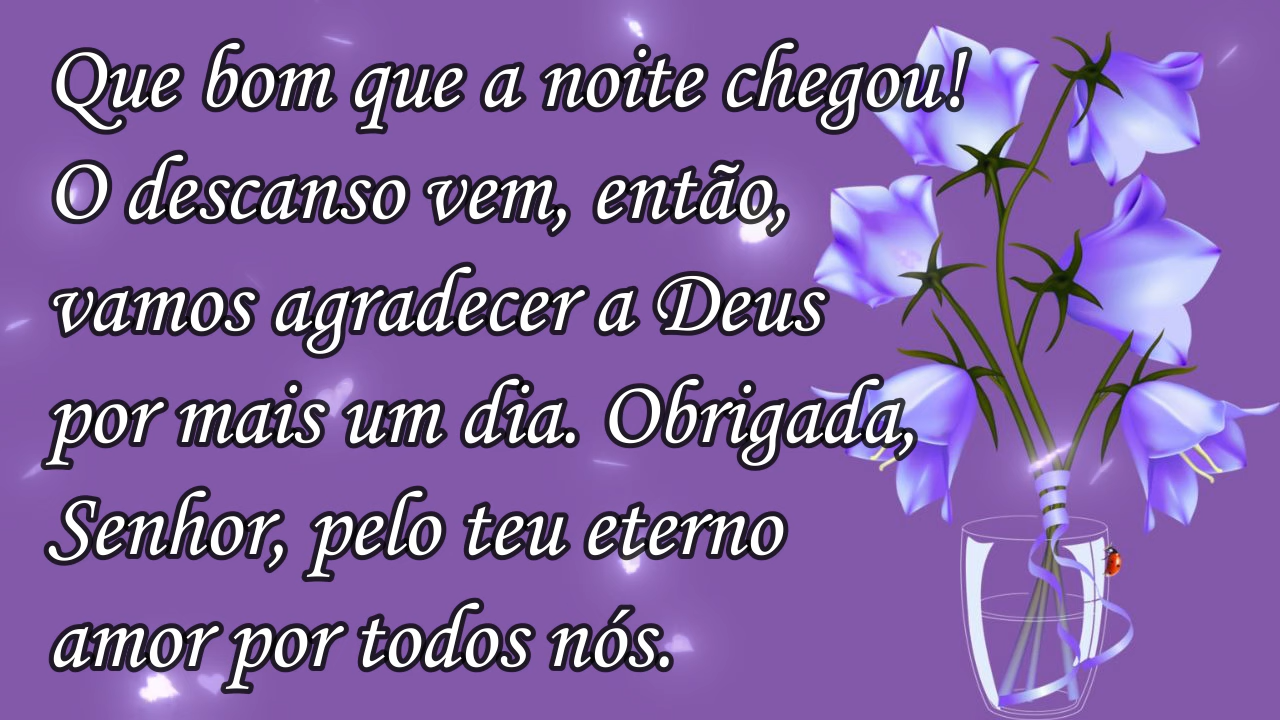 Que bom que a noite chegou!
O descanso vem, então,
vamos agradecer a Deus
por mais um dia. Obrigada,
Senhor, pelo teu eterno
amor por todos nós.